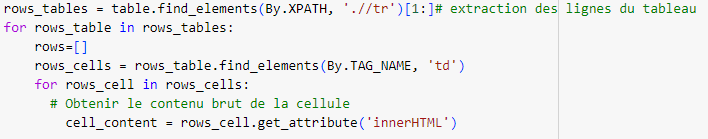 rows_tables = table.find_elements(By.XPATH, './/tr')[1:]# extraction des lignes du tableau
for rows_table in rows_tables:
    rows=[]
    rows_cells = rows_table.find_elements(By.TAG_NAME, 'td')
    for rows_cell in rows_cells:
      # Obtenir le contenu brut de la cellule
        cell_content = rows_cell.get_attribute('innerHTML')